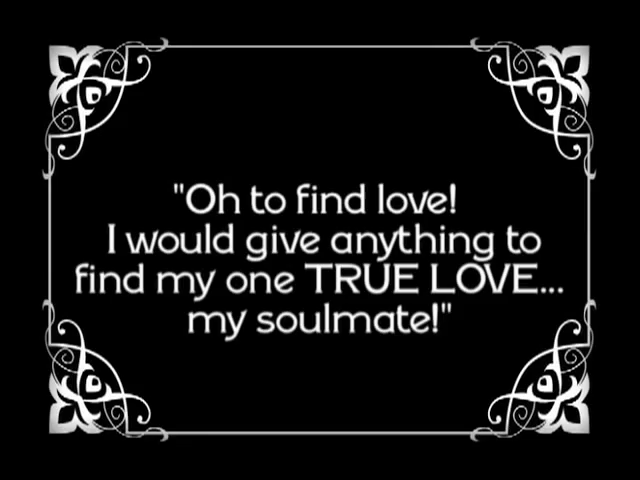 "Oh to find love!
I would give anything to
find my one TRUE LOVE...
my soulmate!"